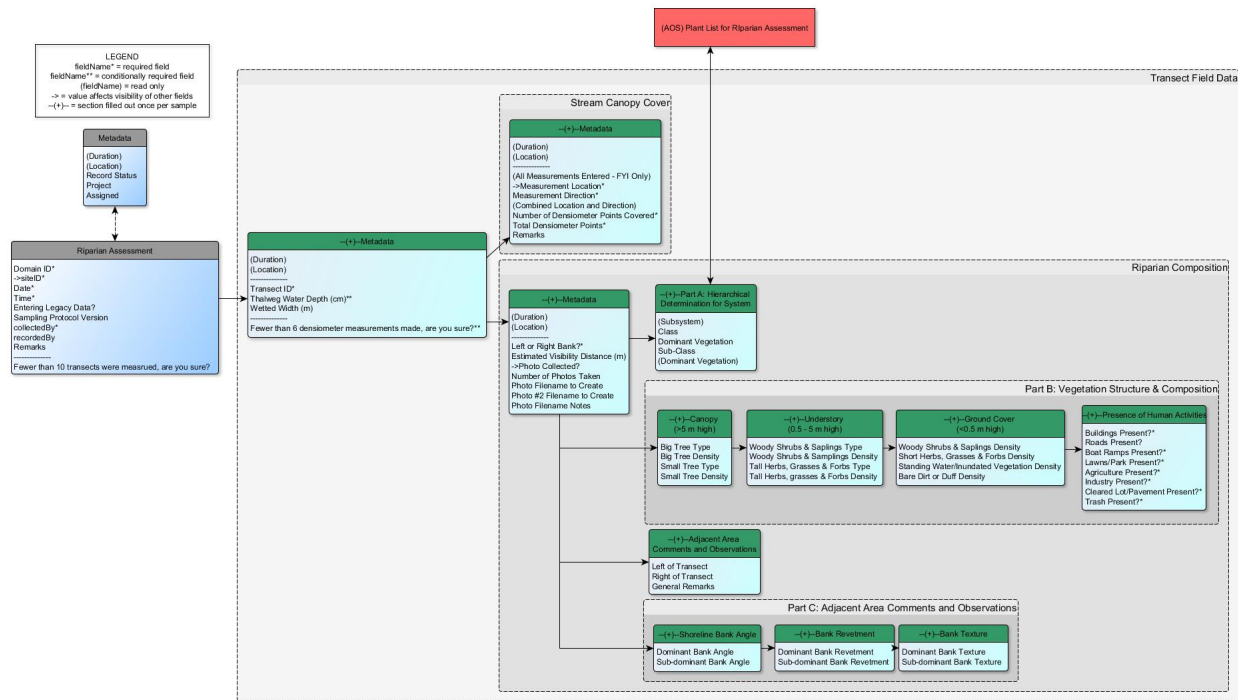 (AOS) Plant List for RIparian Assessment
LEGEND
fieldName* = required field
fieldName** = conditionally required field
(fieldName) = read only
-> = value affects visibility of other fields
--(+)-- = section filled out once per sample
Metadata
(Duration)
(Location)
Record Status
Project
Assigned
Riparian Assessment
Domain ID*
->siteID*
Date*
Time*
Entering Legacy Data?
Sampling Protocol Version
collectedBy*
recordedBy
Remarks
--------------
Fewer than 10 transects were measrued, are you sure?
Transect Field Data
--(+)--Metadata
(Duration)
(Location)
--------------
Transect ID*
Thalweg Water Depth (cm)**
Wetted Width (m)
--------------
Fewer than 6 densiometer measurements made, are you sure?**
Stream Canopy Cover
--(+)--Metadata
(Duration)
(Location)
--------------
(All Measurements Entered - FYI Only)
->Measurement Location*
Measurement Direction*
(Combined Location and Direction)
Number of Densiometer Points Covered*
Total Densiometer Points*
Remarks
Riparian Composition
--(+)--Metadata
(Duration)
(Location)
--------------
Left or Right Bank?*
Estimated Visibility Distance (m)
->Photo Collected?
Number of Photos Taken
Photo Filename to Create
Photo #2 Filename to Create
Photo Filename Notes
--(+)--Part A: Hierarchical
Determination for System
(Subsystem)
Class
Dominant Vegetation
Sub-Class
(Dominant Vegetation)
Part B: Vegetation Structure & Composition
--(+)--Canopy
(>5 m high)
Big Tree Type
Big Tree Density
Small Tree Type
Small Tree Density
--(+)--Understory
(0.5 - 5 m high)
Woody Shrubs & Saplings Type
Woody Shrubs & Samplings Density
Tall Herbs, Grasses & Forbs Type
Tall Herbs, grasses & Forbs Density
--(+)--Ground Cover
(<0.5 m high)
Woody Shrubs & Saplings Density
Short Herbs, Grasses & Forbs Density
Standing Water/Inundated Vegetation Density
Bare Dirt or Duff Density
--(+)--Presence of Human Activities
Buildings Present?*
Roads Present?
Boat Ramps Present?*
Lawns/Park Present?*
Agriculture Present?*
Industry Present?*
Cleared Lot/Pavement Present?*
Trash Present?*
--(+)--Adjacent Area
Comments and Observations
Left of Transect
Right of Transect
General Remarks
Part C: Adjacent Area Comments and Observations
--(+)--Shoreline Bank Angle
Dominant Bank Angle
Sub-dominant Bank Angle
--(+)--Bank Revetment
Dominant Bank Revetment
Sub-dominant Bank Revetment
--(+)--Bank Texture
Dominant Bank Texture
Sub-dominant Bank Texture